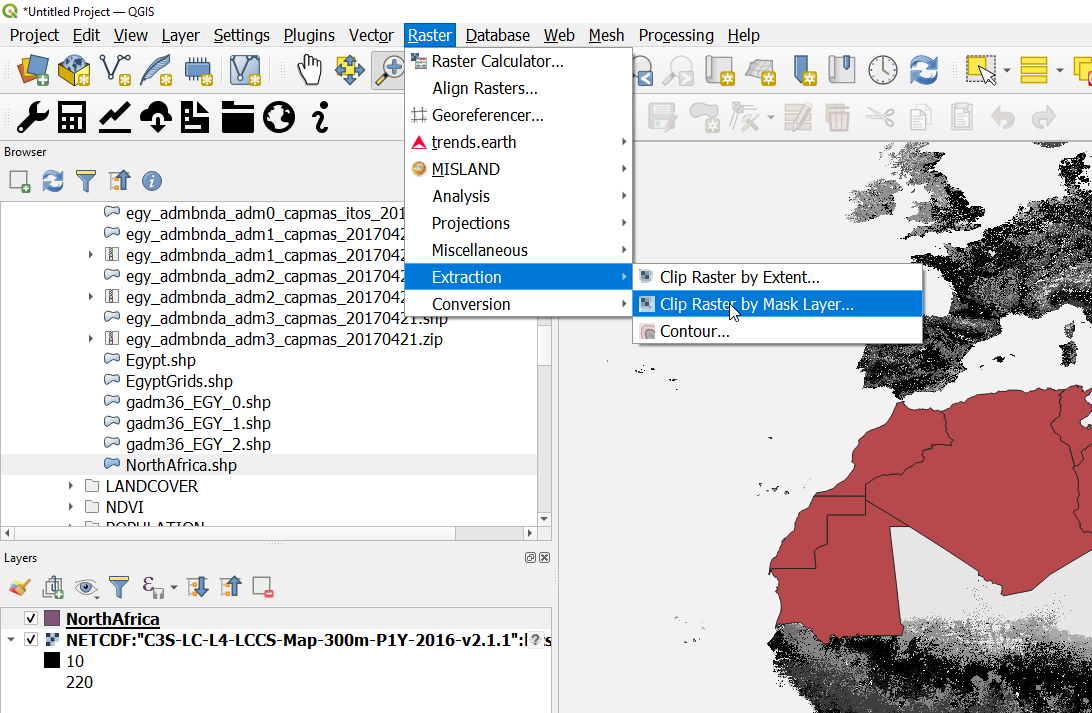 *Untitled Project — QGIS
Project Edit View Layer Settings Plugins Vector Raster Database Web Mesh Processing Help
Raster Calculator...
Align Rasters...
Georeferencer...
trends.earth
MISLAND
Analysis
Projections
Miscellaneous
Extraction
Conversion
Clip Raster by Extent...
Clip Raster by Mask Layer...
Contour...
Browser
egy_admbnda_adm0_capmas_itos_201
egy_admbnda_adm1_capmas_2017042
egy_admbnda_adm1_capmas_2017042
egy_admbnda_adm2_capmas_2017042
egy_admbnda_adm2_capmas_2017042
egy_admbnda_adm3_capmas_20170421.shp
egy_admbnda_adm3_capmas_20170421.zip
Egypt.shp
EgyptGrids.shp
gadm36_EGY_0.shp
gadm36_EGY_1.shp
gadm36_EGY_2.shp
NorthAfrica.shp
LANDCOVER
NDVI
POPULATION
Layers
NorthAfrica
NETCDF:"C3S-LC-L4-LCCS-Map-300m-P1Y-2016-v2.1.1":
10
220